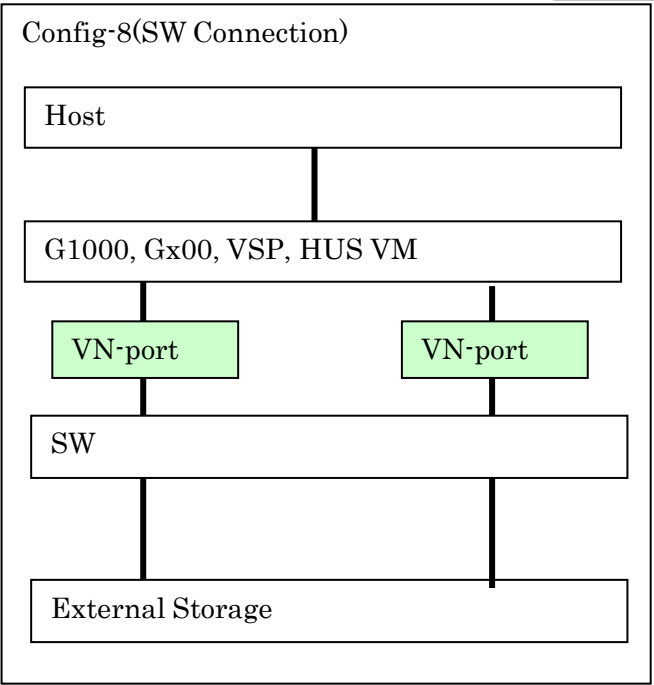 Config-8(SW Connection)
Host
G1000, Gx00, VSP, HUS VM
VN-port VN-port
SW
External Storage